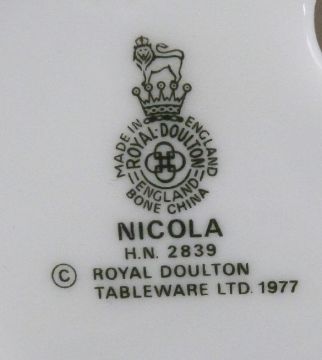 MADE IN ENGLAND
ROYAL·DOULTON
ENGLAND
BONE CHINA
NICOLA
H.N. 2839
© ROYAL DOULTON
TABLEWARE LTD. 1977